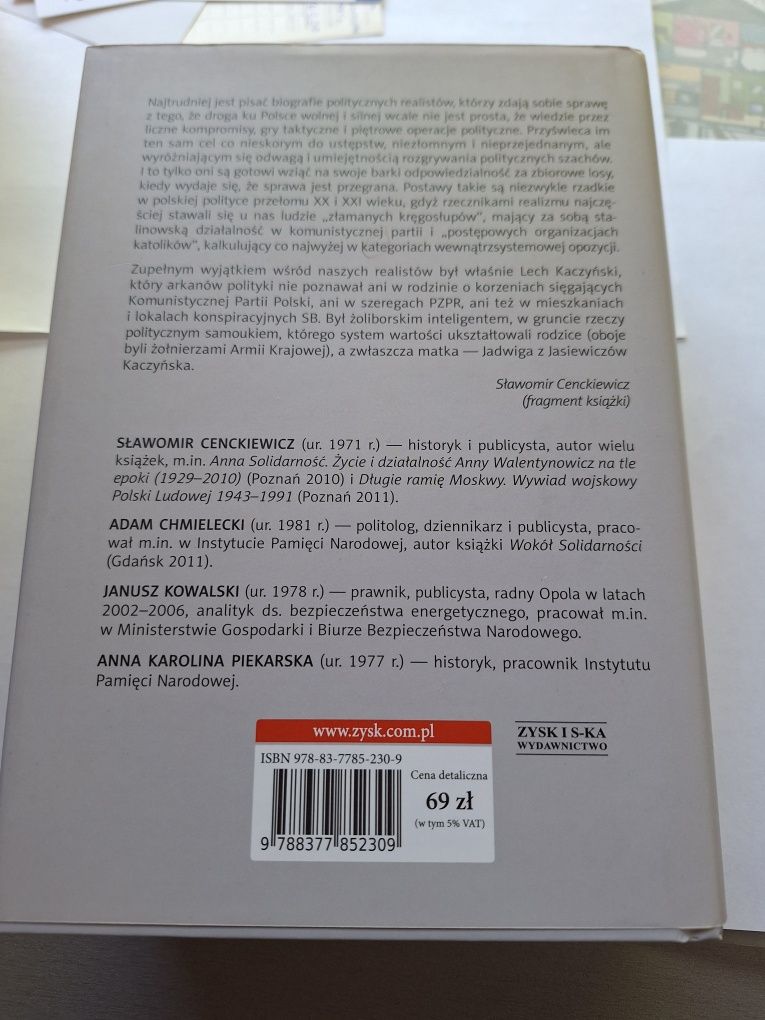 Najtrudniej jest pisać biografie politycznych realistów, którzy zdają sobie sprawę
z tego, że droga ku Polsce wolnej i silnej wcale nie jest prosta, że wiedzie przez
liczne kompromisy, gry taktyczne i piętrowe operacje polityczne. Przyświeca im
ten sam cel co nieskorym do ustępstw, niezłomnym i nieprzejednanym, ale
wyróżniającym się odwagą i umiejętnością rozgrywania politycznych szachów.
I to tylko oni są gotowi wziąć na swoje barki odpowiedzialność za zbiorowe losy,
kiedy wydaje się, że sprawa jest przegrana. Postawy takie są niezwykle rzadkie
w polskiej polityce przełomu XX i XXI wieku, gdyż rzecznikami realizmu najczę-
ściej stawali się u nas ludzie „złamanych kręgosłupów”, mający za sobą sta-
linowską działalność w komunistycznej partii i „postępowych organizacjach
katolików”, kalkulujący co najwyżej w kategoriach wewnątrzsystemowej opozycji.
Zupełnym wyjątkiem wśród naszych realistów był właśnie Lech Kaczyński,
który arkanów polityki nie poznawał ani w rodzinie o korzeniach sięgających
Komunistycznej Partii Polski, ani w szeregach PZPR, ani też w mieszkaniach
i lokalach konspiracyjnych SB. Był żoliborskim inteligentem, w gruncie rzeczy
politycznym samoukiem, którego system wartości ukształtowali rodzice (oboje
byli żołnierzami Armii Krajowej), a zwłaszcza matka — Jadwiga z Jasiewiczów
Kaczyńska.
Sławomir Cenckiewicz
(fragment książki)
SŁAWOMIR CENCKIEWICZ (ur. 1971 r.) — historyk i publicysta, autor wielu
książek, m.in. Anna Solidarność. Życie i działalność Anny Walentynowicz na tle
epoki (1929–2010) (Poznań 2010) i Długie ramię Moskwy. Wywiad wojskowy
Polski Ludowej 1943–1991 (Poznań 2011).
ADAM CHMIELECKI (ur. 1981 r.) — politolog, dziennikarz i publicysta, praco-
wał m.in. w Instytucie Pamięci Narodowej, autor książki Wokół Solidarności
(Gdańsk 2011).
JANUSZ KOWALSKI (ur. 1978 r.) — prawnik, publicysta, radny Opola w latach
2002–2006, analityk ds. bezpieczeństwa energetycznego, pracował m.in.
w Ministerstwie Gospodarki i Biurze Bezpieczeństwa Narodowego.
ANNA KAROLINA PIEKARSKA (ur. 1977 r.) — historyk, pracownik Instytutu
Pamięci Narodowej.
www.zysk.com.pl
ISBN 978-83-7785-230-9
Cena detaliczna
69 zł
(w tym 5% VAT)
9 788377 852309
ZYSK I S-KA
WYDAWNICTWO